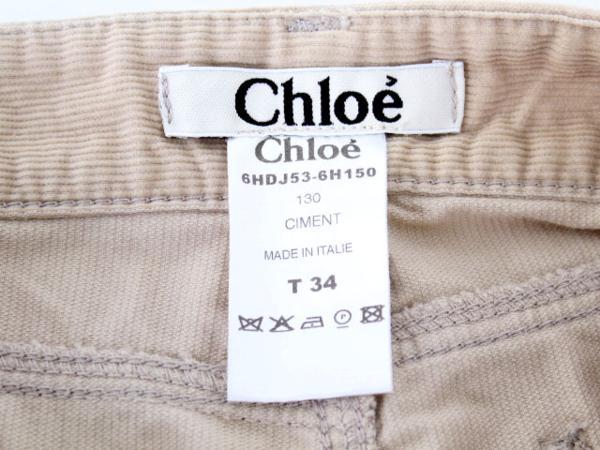 Chloé
Chloé
6HDJ53-6H150
130
CIMENT
MADE IN ITALIE
T 34
P